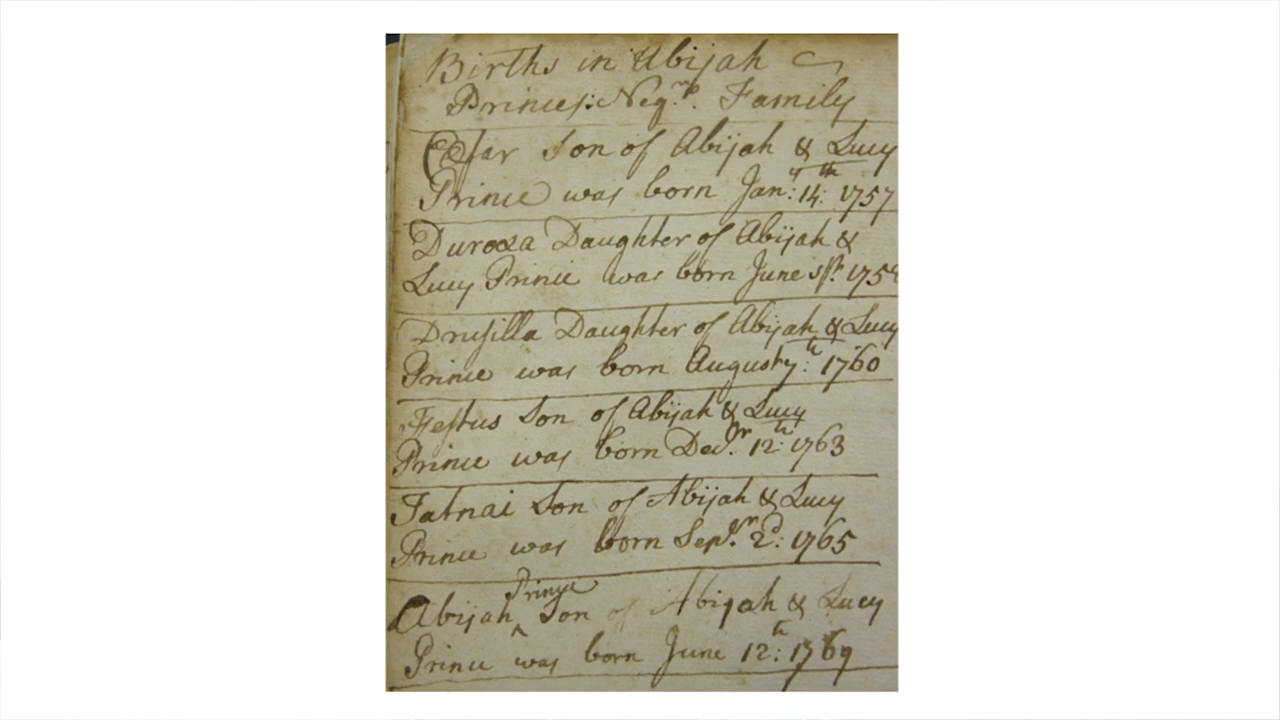 Births in Abijah
Princes: Negro. Family
Cæsar Son of Abijah & Lucy
Prince was born Jan: 14th: 1757
Duroxa Daughter of Abijah &
Lucy Prince was born June 1st: 1758
Drusilla Daughter of Abijah & Lucy
Prince was born August 7th: 1760
Festus Son of Abijah & Lucy
Prince was born Decr. 12th: 1763
Tatnai Son of Abijah & Lucy
Prince was born Sepr. 2d: 1765
Prince
Abijah ^ Son of Abijah & Lucy
Prince was born June 12th: 1769